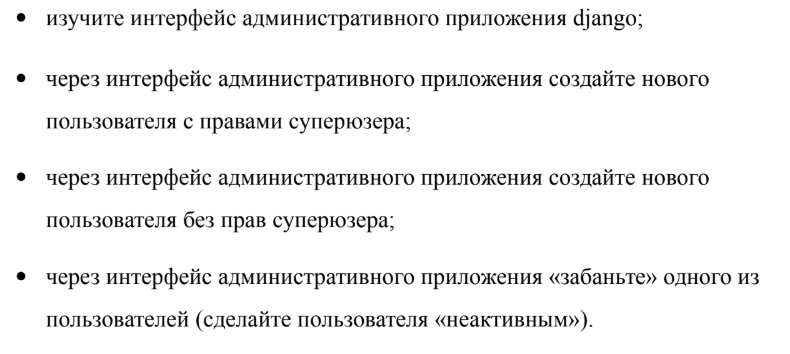 • изучите интерфейс административного приложения django;
• через интерфейс административного приложения создайте нового
пользователя с правами суперюзера;
• через интерфейс административного приложения создайте нового
пользователя без прав суперюзера;
• через интерфейс административного приложения «забаньте» одного из
пользователей (сделайте пользователя «неактивным»).